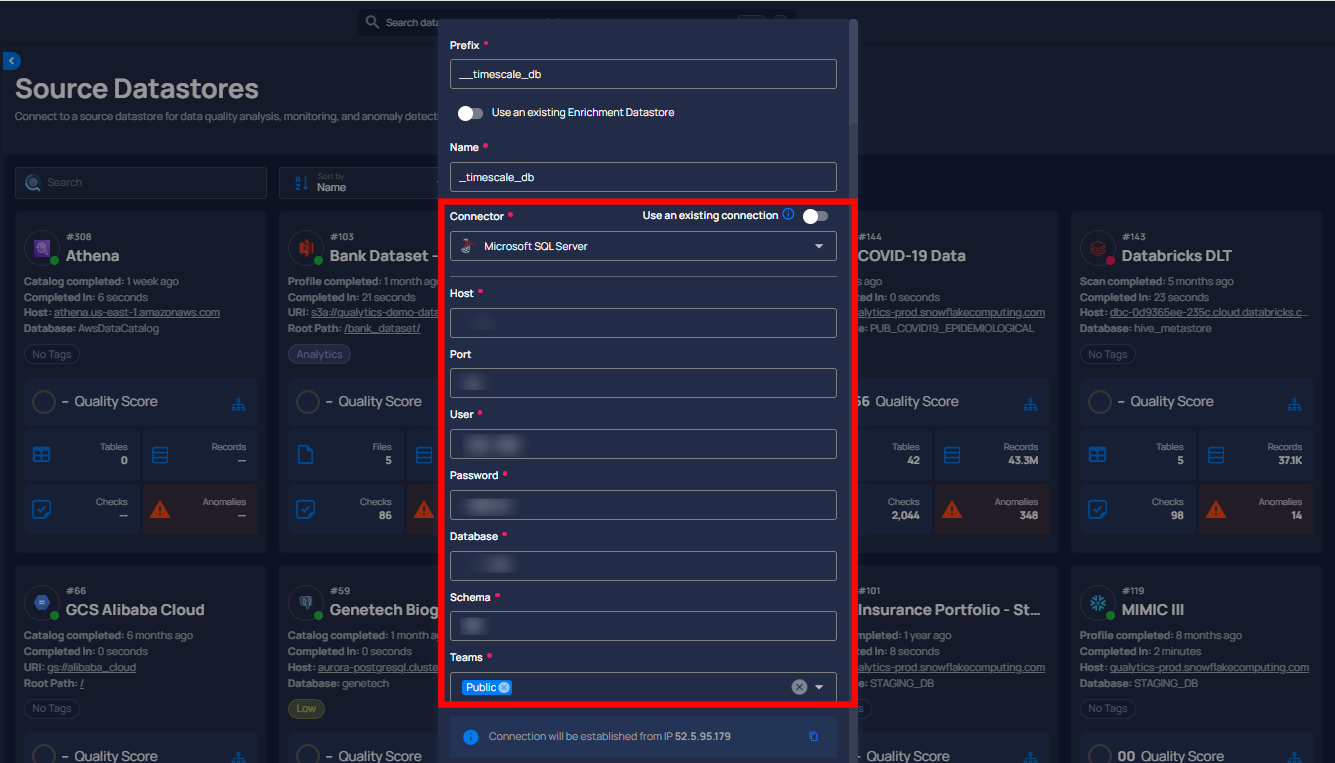 Search data
Source Datastores
Connect to a source datastore for data quality analysis, monitoring, and anomaly detect
Search
Sort by
Name
Prefix *
__timescale_db
Use an existing Enrichment Datastore
Name *
_timescale_db
Connector *
Use an existing connection
Microsoft SQL Server
Host *
Port
User *
Password *
Database *
Schema *
Teams *
Public
Connection will be established from IP 52.5.95.179
#308
Athena
Catalog completed: 1 week ago
Completed In: 6 seconds
Host: athena.us-east-1.amazonaws.com
Database: AwsDataCatalog
No Tags
– Quality Score
Tables
0
Records
--
Checks
--
Anomalies
--
#103
Bank Dataset -
Profile completed: 1 month ago
Completed In: 21 seconds
URI: s3a://qualytics-demo-data
Root Path: /bank_dataset/
Analytics
– Quality Score
Files
5
Checks
86
#144
COVID-19 Data
s ago
ed In: 0 seconds
alytics-prod.snowflakecomputing.com
e: PUB_COVID19_EPIDEMIOLOGICAL
56 Quality Score
Tables
42
Records
43.3M
Checks
2,044
Anomalies
348
#143
Databricks DLT
Scan completed: 5 months ago
Completed In: 23 seconds
Host: dbc-0d9365ee-235c.cloud.databricks.c...
Database: hive_metastore
No Tags
– Quality Score
Tables
5
Records
37.1K
Checks
98
Anomalies
14
#66
GCS Alibaba Cloud
Catalog completed: 6 months ago
Completed In: 0 seconds
URI: gs://alibaba_cloud
Root Path: /
No Tags
– Quality Score
#59
Genetech Biog
Catalog completed: 1 month a
Completed In: 0 seconds
Host: aurora-postgresql.cluste
Database: genetech
Low
– Quality Score
#101
Insurance Portfolio - St...
mpleted: 1 year ago
ed In: 8 seconds
alytics-prod.snowflakecomputing.com
e: STAGING_DB
s
– Quality Score
#119
MIMIC III
Profile completed: 8 months ago
Completed In: 2 minutes
Host: qualytics-prod.snowflakecomputing.com
Database: STAGING_DB
No Tags
00 Quality Score